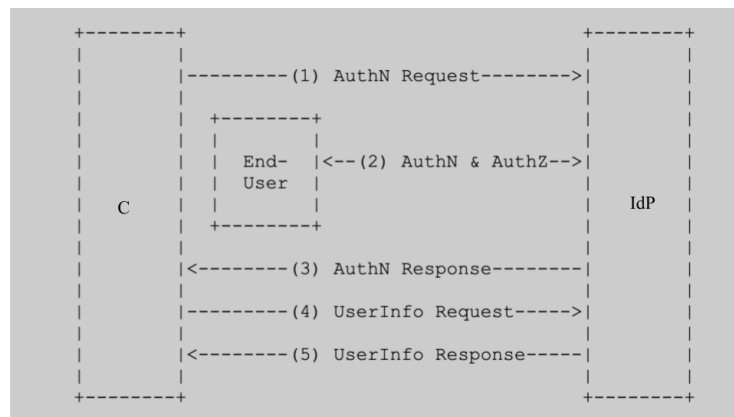 (1) AuthN Request
End-
User
(2) AuthN & AuthZ
C
IdP
(3) AuthN Response
(4) UserInfo Request
(5) UserInfo Response